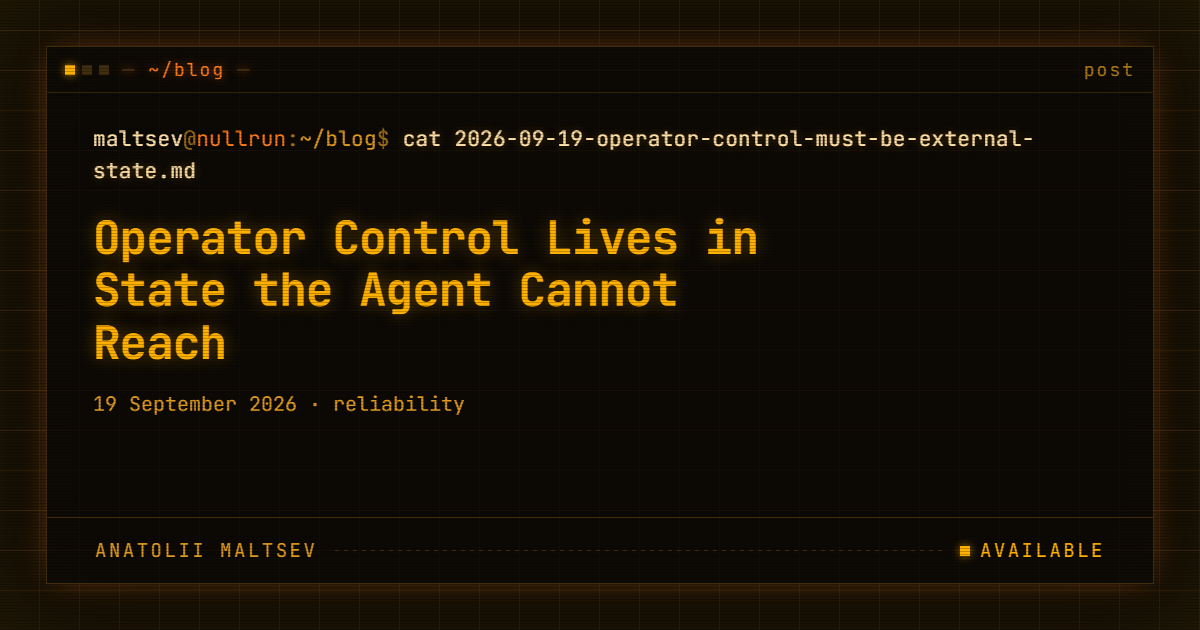 — ~/blog —
post
maltsev@nullrun:~/blog$ cat 2026-09-19-operator-control-must-be-external-
state.md
Operator Control Lives in
State the Agent Cannot
Reach
19 September 2026 · reliability
ANATOLII MALTSEV
AVAILABLE